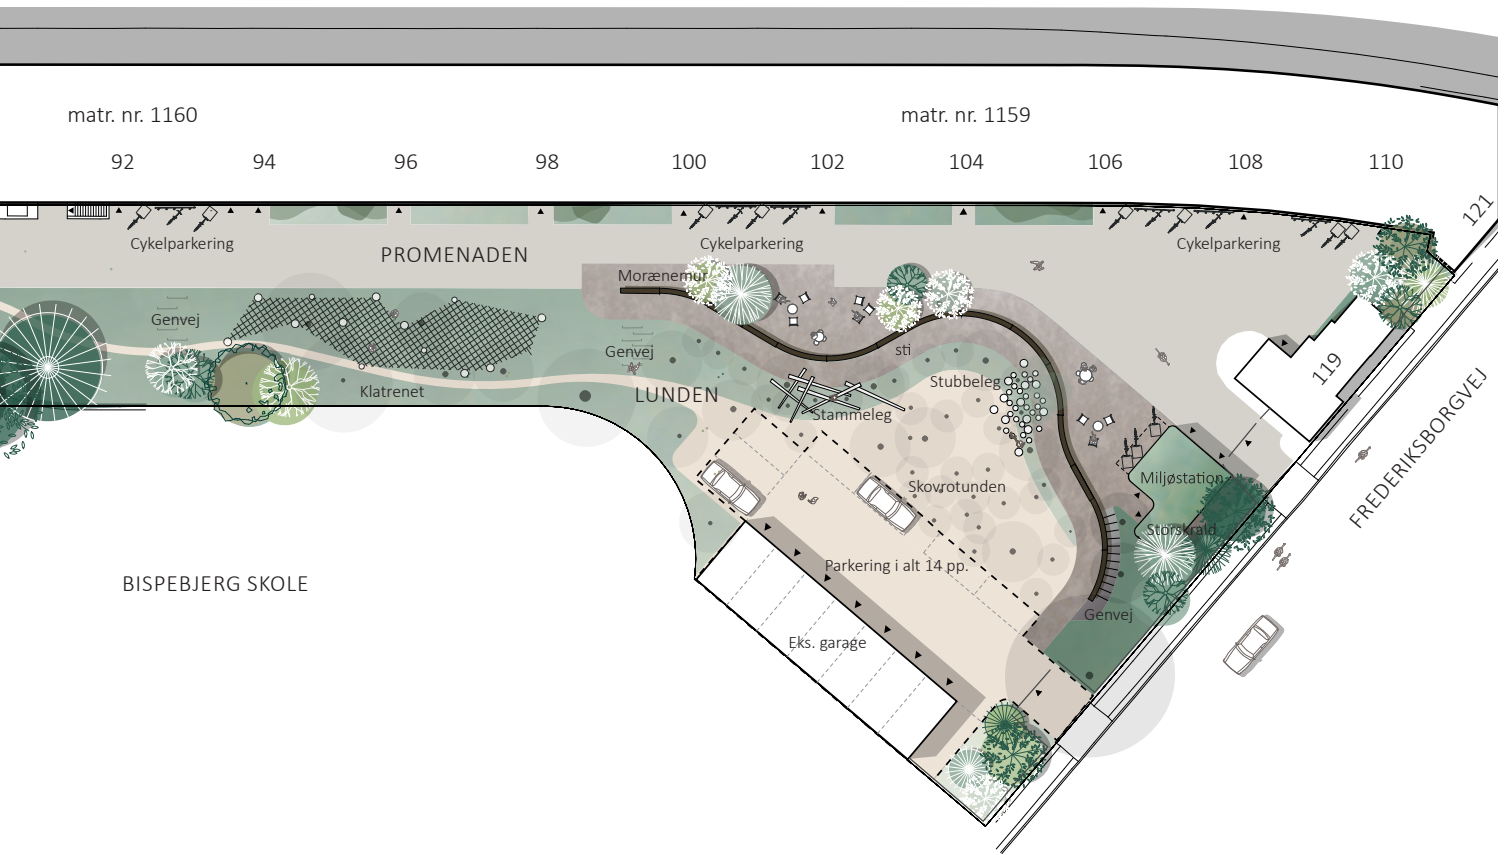 matr. nr. 1160
matr. nr. 1159
92
94
96
98
100
102
104
106
108
110
121
Cykelparkering
PROMENADEN
Cykelparkering
Cykelparkering
Morænemur
Genvej
Genvej
sti
Klatrenet
LUNDEN
Stubbeleg
Stammeleg
119
FREDERIKSBORGVEJ
Skovrotunden
Miljøstation
Storskrald
Parkering i alt 14 pp.
BISPEBJERG SKOLE
Genvej
Eks. garage